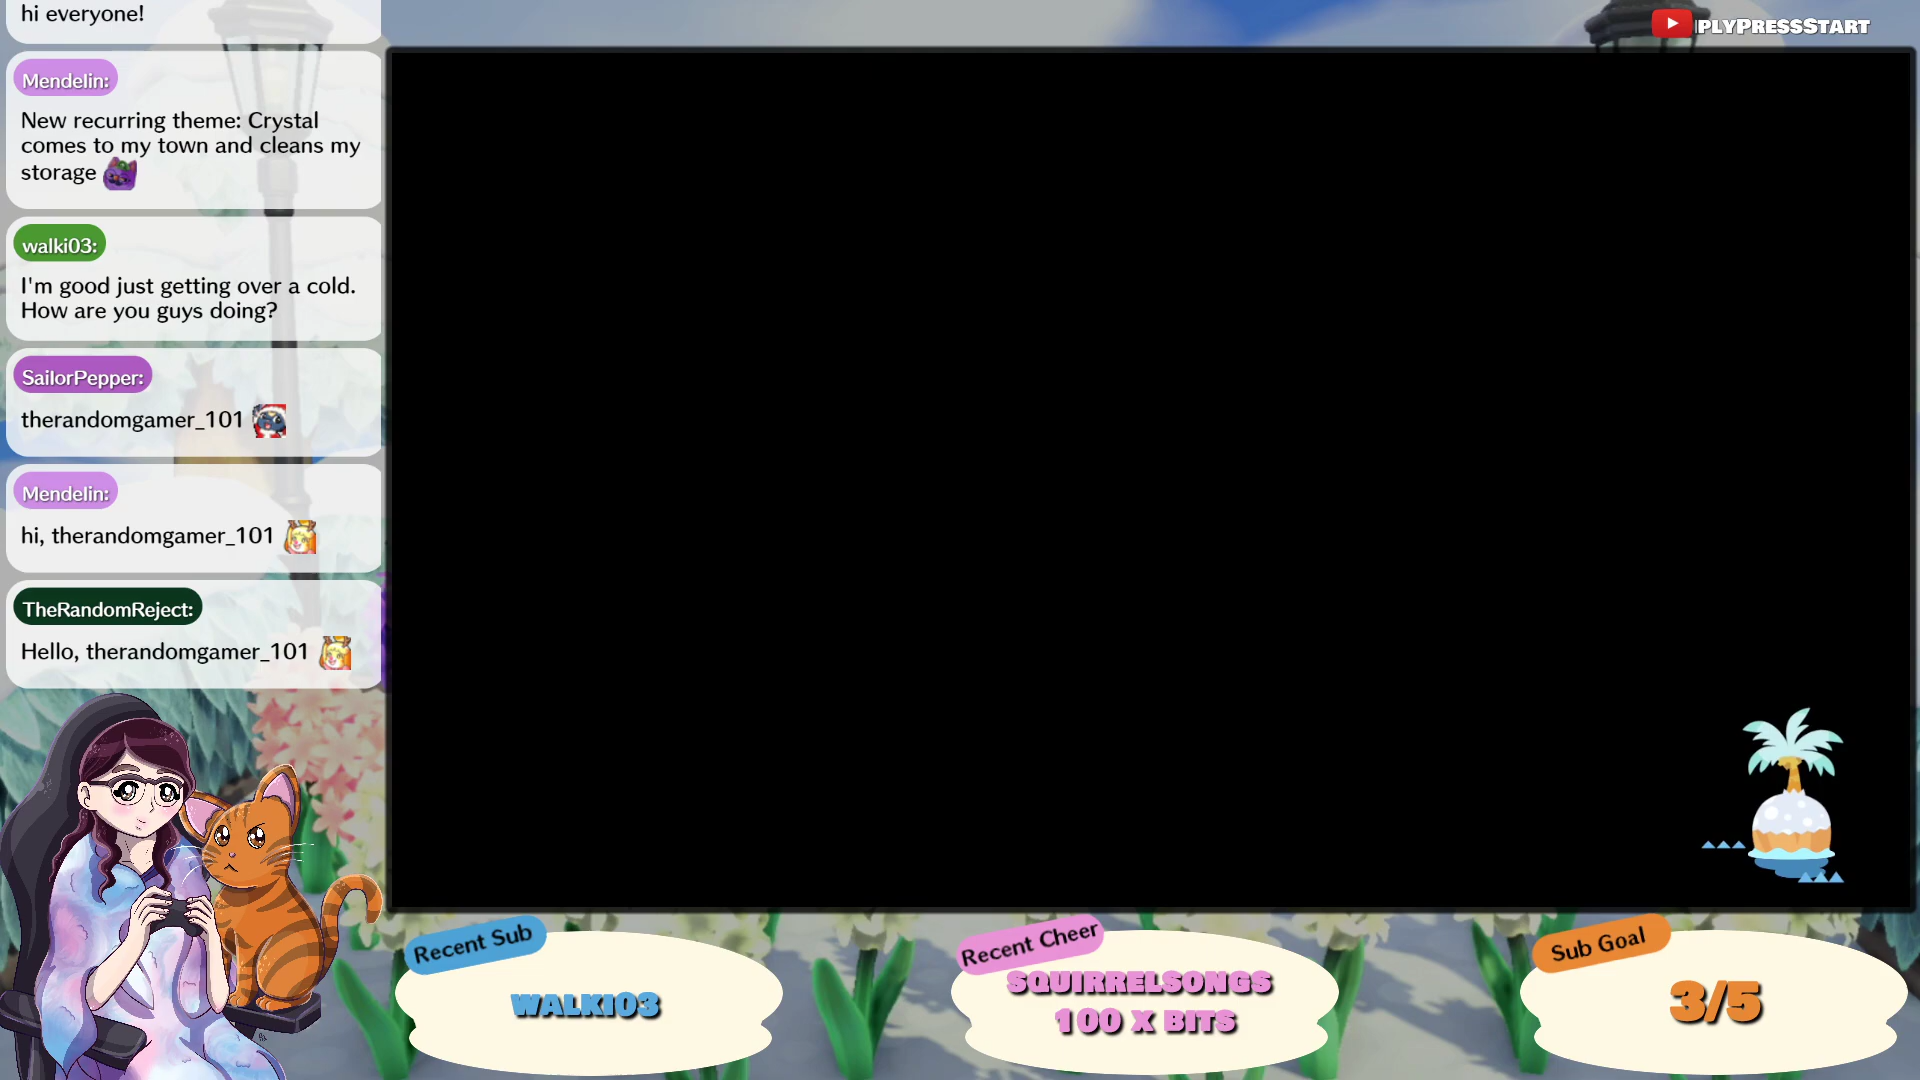 hi everyone!
Mendelin:
New recurring theme: Crystal
comes to my town and cleans my
storage
walki03:
I'm good just getting over a cold.
How are you guys doing?
SailorPepper:
therandomgamer_101
Mendelin:
hi, therandomgamer_101
TheRandomReject:
Hello, therandomgamer_101
PLYPRESSSTART
Recent Sub
WALKI03
Recent Cheer
SQUIRRELSONGS
100 X BITS
Sub Goal
3/5